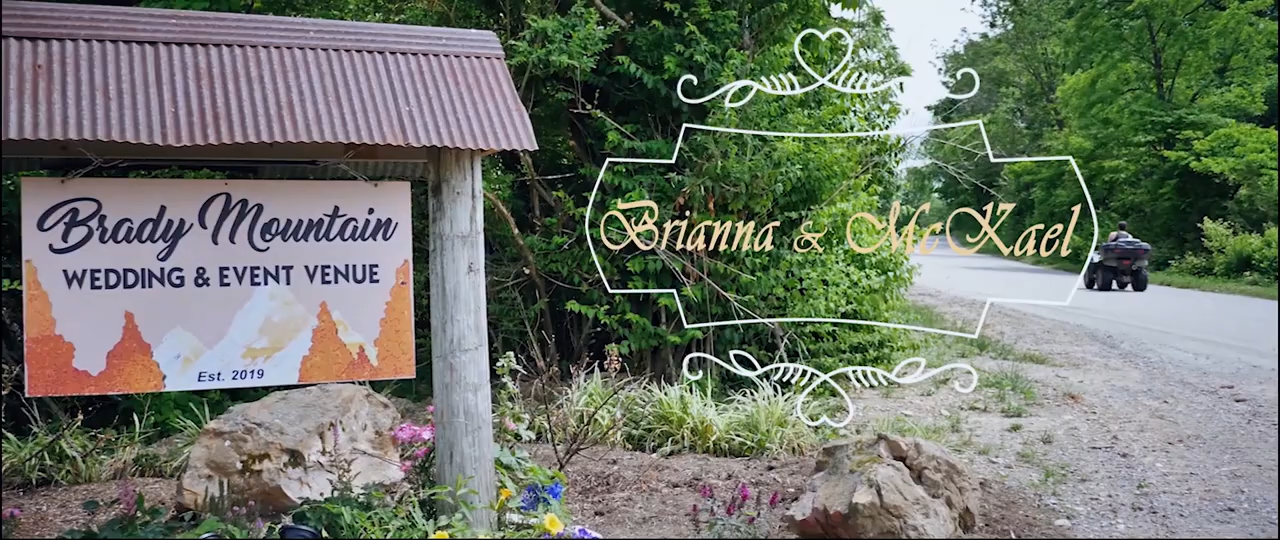 Brady Mountain
WEDDING & EVENT VENUE
Est. 2019
Brianna & McKael